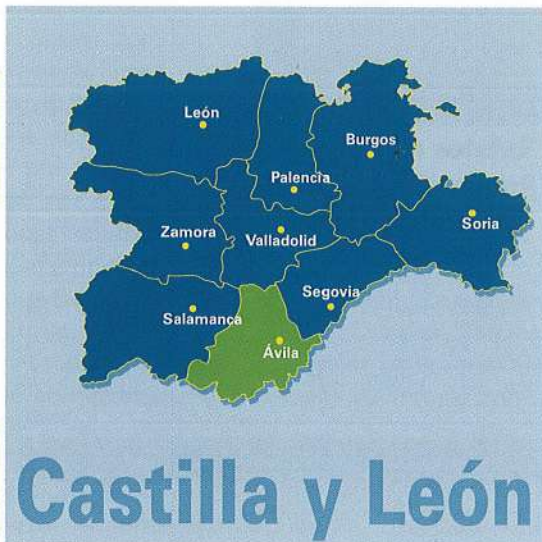 León
Burgos
Palencia
Soria
Zamora
Valladolid
Segovia
Salamanca
Ávila
Castilla y León